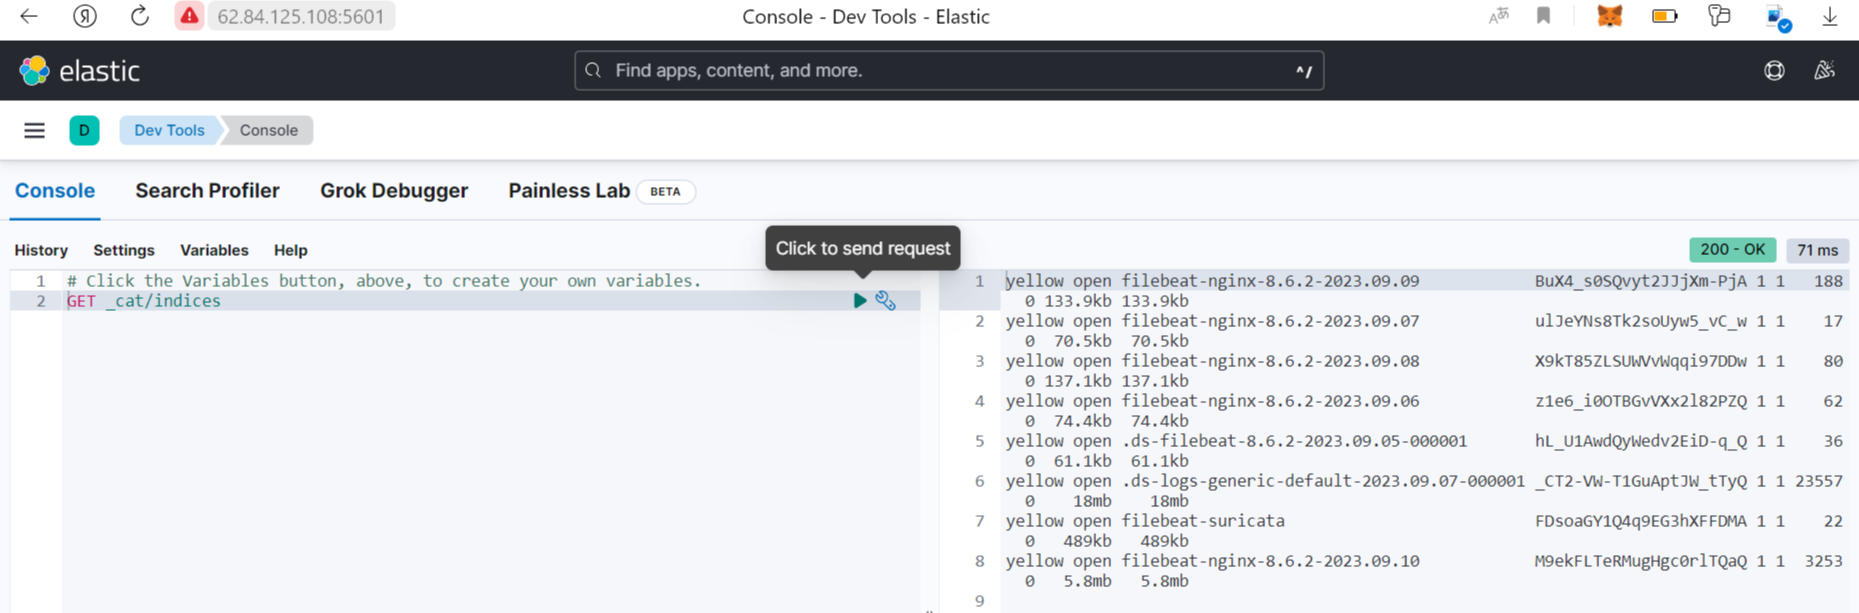 62.84.125.108:5601
Console - Dev Tools - Elastic
elastic
Find apps, content, and more.
^/
D
Dev Tools
Console
Console
Search Profiler
Grok Debugger
Painless Lab
BETA
History
Settings
Variables
Help
Click to send request
200 - OK
71 ms
1 # Click the Variables button, above, to create your own variables.
2 GET _cat/indices
1 yellow open filebeat-nginx-8.6.2-2023.09.09 BuX4_s0SQvyt2JJjXm-PjA 1 1 188
0 133.9kb 133.9kb
2 yellow open filebeat-nginx-8.6.2-2023.09.07 ulJeYNs8Tk2soUyw5_vC_w 1 1 17
0 70.5kb 70.5kb
3 yellow open filebeat-nginx-8.6.2-2023.09.08 X9kT85ZLSUWVvWqqi97DDw 1 1 80
0 137.1kb 137.1kb
4 yellow open filebeat-nginx-8.6.2-2023.09.06 z1e6_i0OTBGvVXx2l82PZQ 1 1 62
0 74.4kb 74.4kb
5 yellow open .ds-filebeat-8.6.2-2023.09.05-000001 hL_U1AwdQyWedv2EiD-q_Q 1 1 36
0 61.1kb 61.1kb
6 yellow open .ds-logs-generic-default-2023.09.07-000001 _CT2-VW-T1GuAptJW_tTyQ 1 1 23557
0 18mb 18mb
7 yellow open filebeat-suricata FDsoaGY1Q4q9EG3hXFFDMA 1 1 22
0 489kb 489kb
8 yellow open filebeat-nginx-8.6.2-2023.09.10 M9ekFLTeRMugHgc0rlTQaQ 1 1 3253
0 5.8mb 5.8mb
9